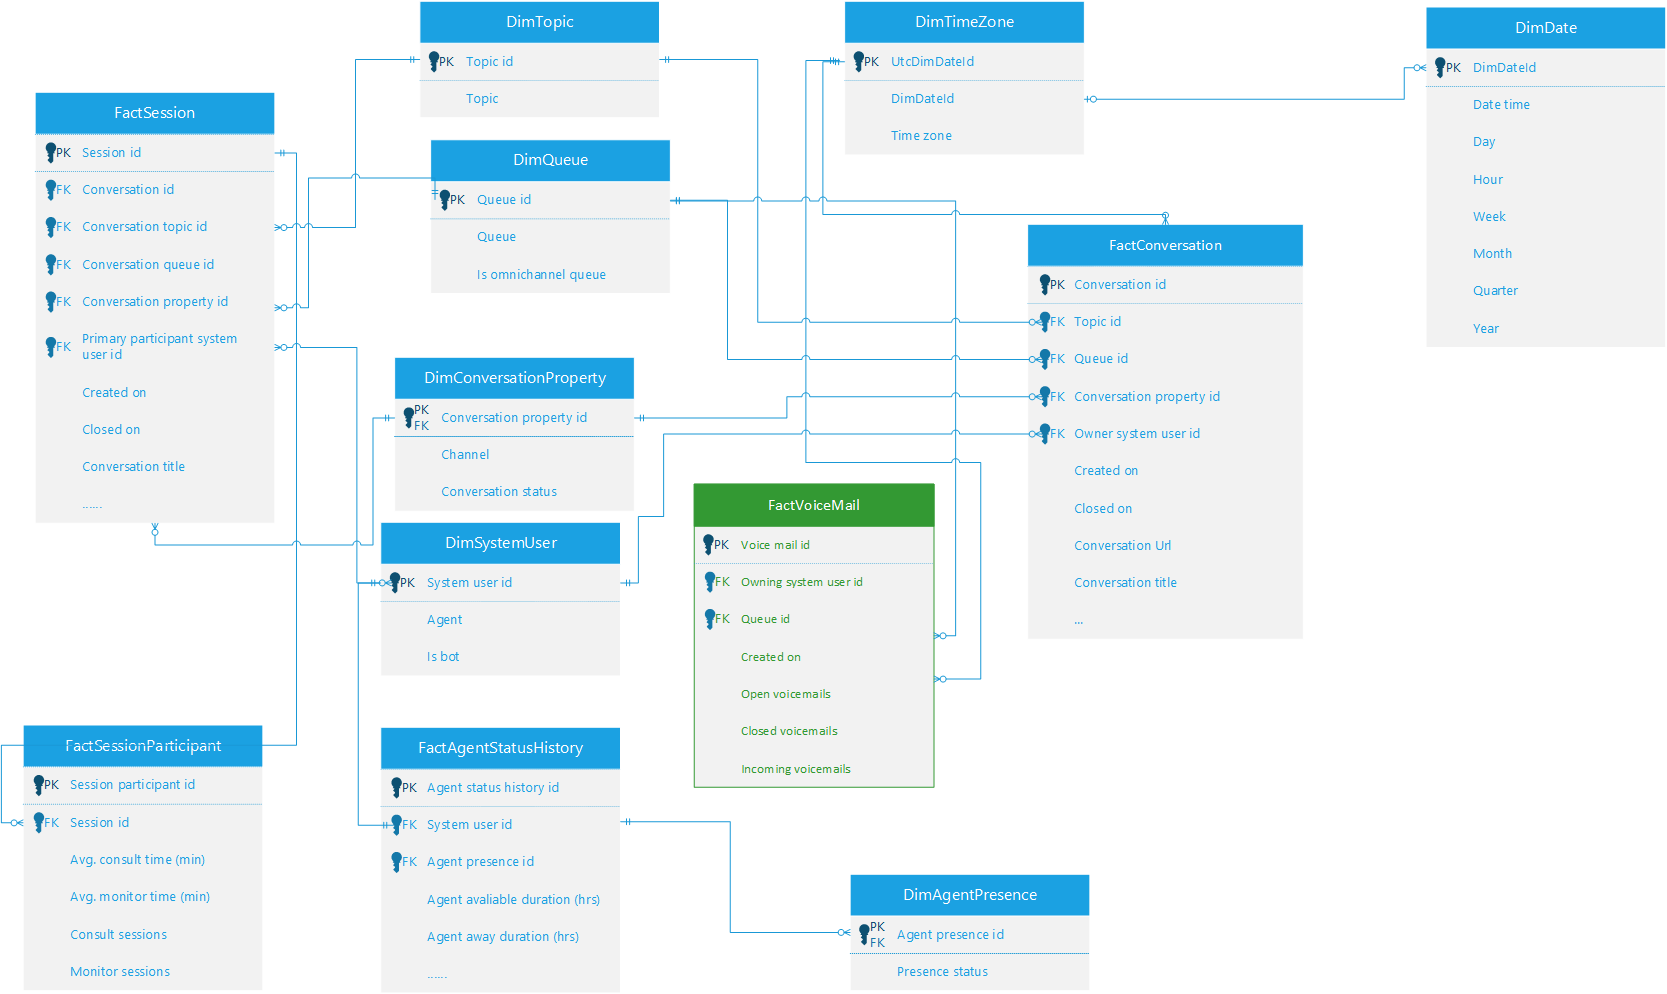 DimTopic
PK Topic id
Topic
DimTimeZone
PK UtcDimDateId
DimDateId
Time zone
DimDate
PK DimDateId
Date time
Day
Hour
Week
Month
Quarter
Year
FactSession
PK Session id
FK Conversation id
FK Conversation topic id
FK Conversation queue id
FK Conversation property id
FK Primary participant system
user id
Created on
Closed on
Conversation title
......
DimQueue
PK Queue id
Queue
Is omnichannel queue
FactConversation
PK Conversation id
FK Topic id
FK Queue id
FK Conversation property id
FK Owner system user id
Created on
Closed on
Conversation Url
Conversation title
...
DimConversationProperty
PK
FK Conversation property id
Channel
Conversation status
FactVoiceMail
PK Voice mail id
FK Owning system user id
FK Queue id
Created on
Open voicemails
Closed voicemails
Incoming voicemails
DimSystemUser
PK System user id
Agent
Is bot
FactSessionParticipant
PK Session participant id
FK Session id
Avg. consult time (min)
Avg. monitor time (min)
Consult sessions
Monitor sessions
FactAgentStatusHistory
PK Agent status history id
FK System user id
FK Agent presence id
Agent avaliable duration (hrs)
Agent away duration (hrs)
......
DimAgentPresence
PK
FK Agent presence id
Presence status